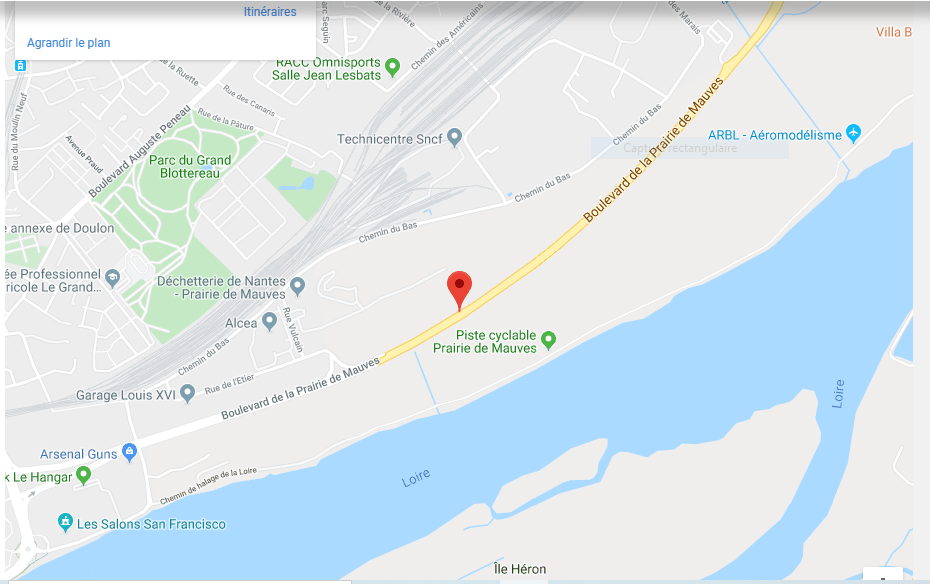 Itinéraires
Agrandir le plan
de la Rivière
arc Seguin
Chemin des Américains
des Marais
Villa B
RACC Omnisports
Salle Jean Lesbats
de la Ruette
Rue des Canaris
Rue de la Pâture
Rue du Moulin Neuf
Avenue Praud
Boulevard Auguste Peneau
Technicentre Sncf
Chemin du Bas
ARBL - Aéromodélisme
Capture rectangulaire
Parc du Grand
Blottereau
Chemin du Bas
Boulevard de la Prairie de Mauves
e annexe de Doulon
Chemin du Bas
ée Professionnel
ricole Le Grand...
Déchetterie de Nantes
- Prairie de Mauves
Alcea
Rue Vulcain
Piste cyclable
Prairie de Mauves
Chemin du Bas
Rue de l'Etier
Garage Louis XVI
Boulevard de la Prairie de Mauves
Loire
Arsenal Guns
k Le Hangar
Chemin de halage de la Loire
Loire
Les Salons San Francisco
Île Héron